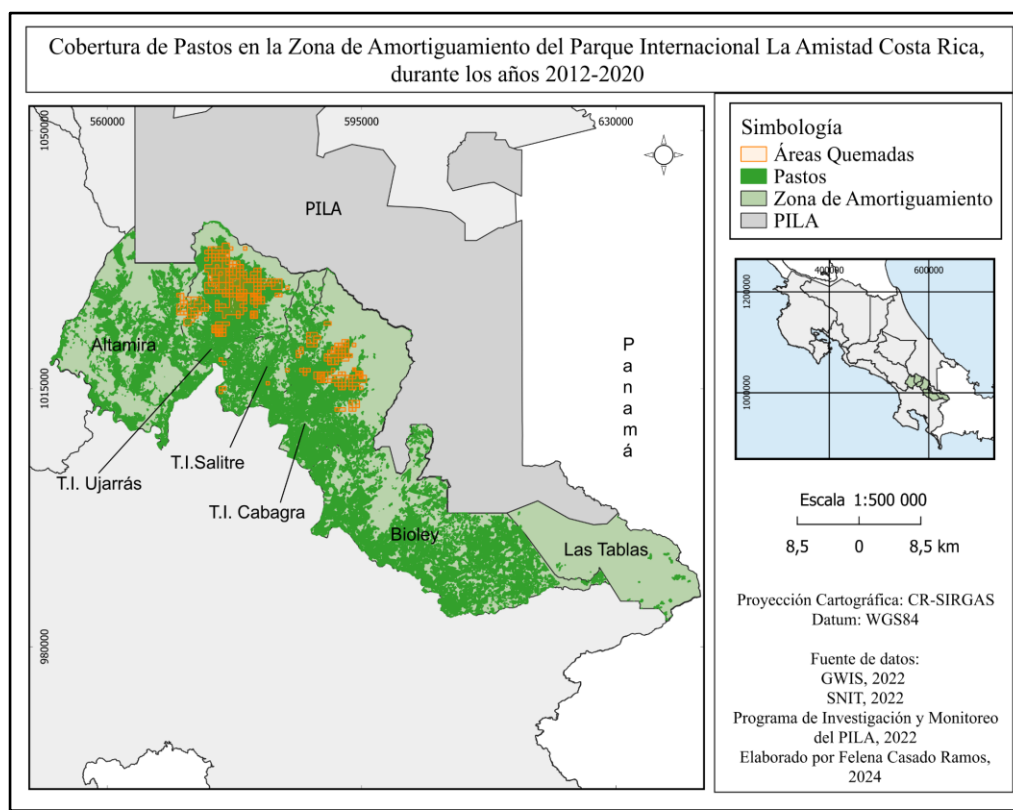 Cobertura de Pastos en la Zona de Amortiguamiento del Parque Internacional La Amistad Costa Rica,
durante los años 2012-2020
560000
595000
630000
1050000
1015000
980000
PILA
Altamira
T.I. Ujarrás
T.I.Salitre
T.I. Cabagra
Bioley
Las Tablas
P
a
n
a
m
á
Simbología
Áreas Quemadas
Pastos
Zona de Amortiguamiento
PILA
400000
600000
1200000
1000000
Escala 1:500 000
8,5 0 8,5 km
Proyección Cartográfica: CR-SIRGAS
Datum: WGS84
Fuente de datos:
GWIS, 2022
SNIT, 2022
Programa de Investigación y Monitoreo
del PILA, 2022
Elaborado por Felena Casado Ramos,
2024